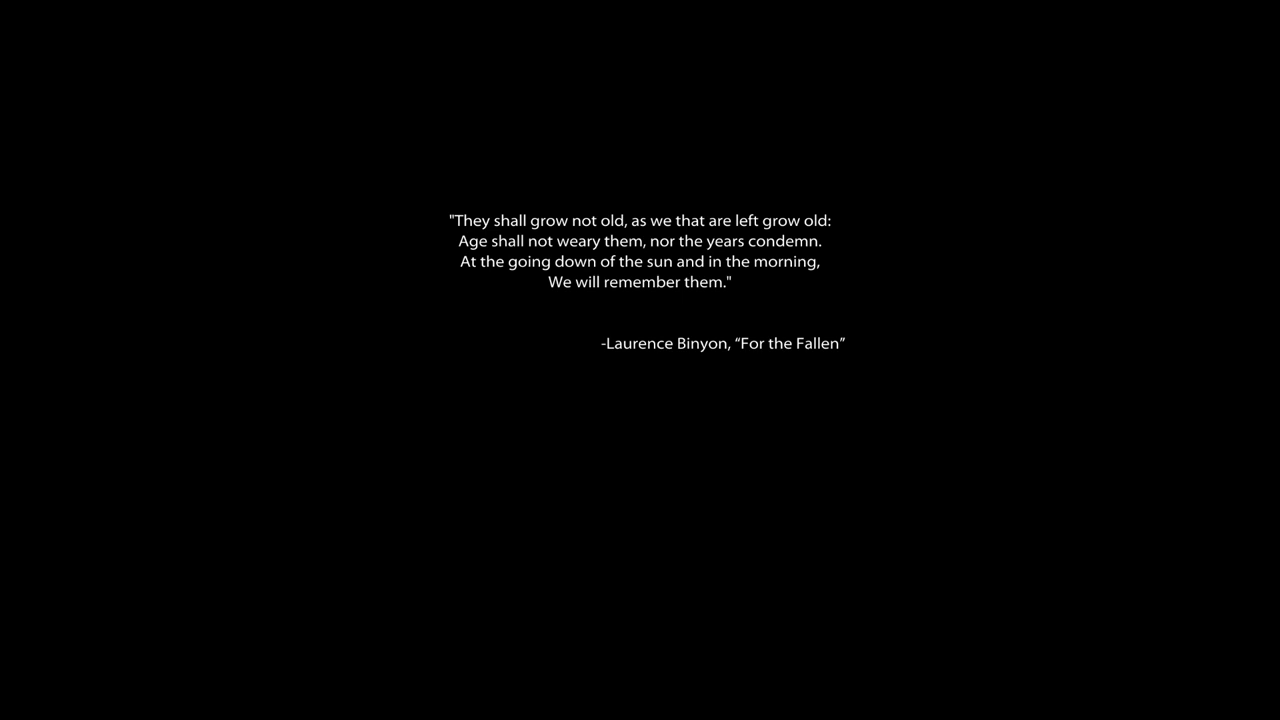 "They shall grow not old, as we that are left grow old:
Age shall not weary them, nor the years condemn.
At the going down of the sun and in the morning,
We will remember them."
-Laurence Binyon, “For the Fallen”